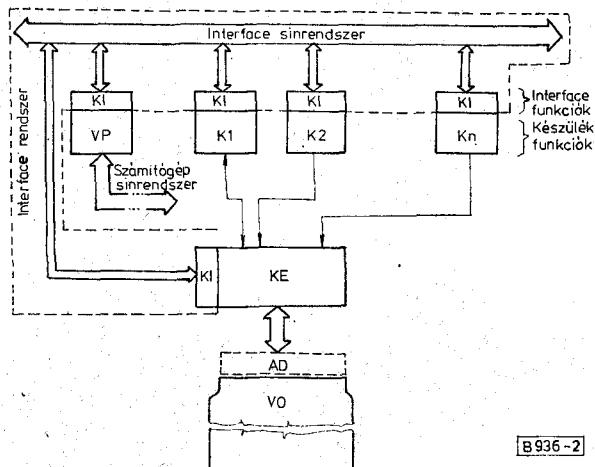 Interface sinrendszer
Interface rendszer
KI KI KI KI
Interface funkciók
VP K1 K2 Kn
Készülék funkciók
Számítógép
sinrendszer
KI KE
AD
VO
B936-2